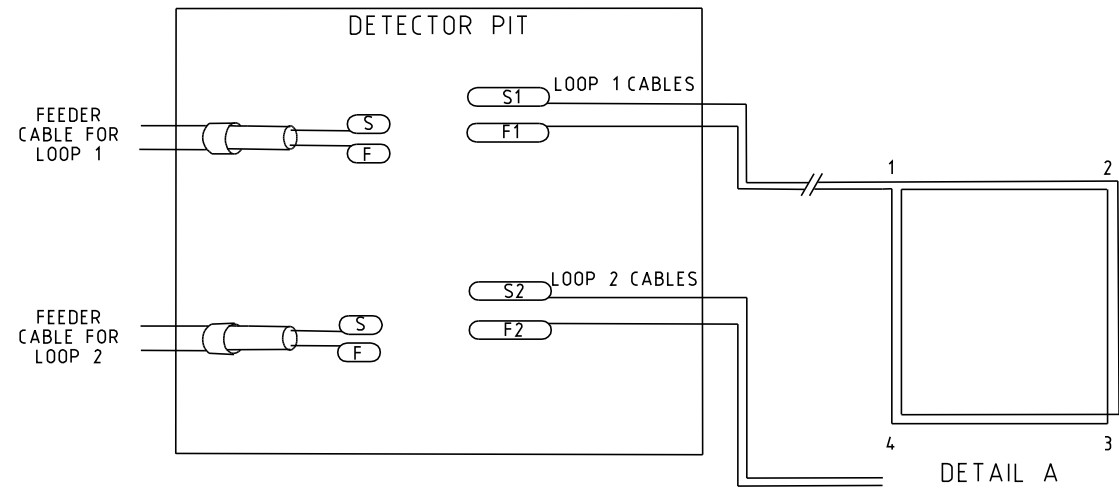 DETECTOR PIT
FEEDER
CABLE FOR
LOOP 1
S
F
S1
LOOP 1 CABLES
F1
1
2
FEEDER
CABLE FOR
LOOP 2
S
F
S2
LOOP 2 CABLES
F2
4
3
DETAIL A